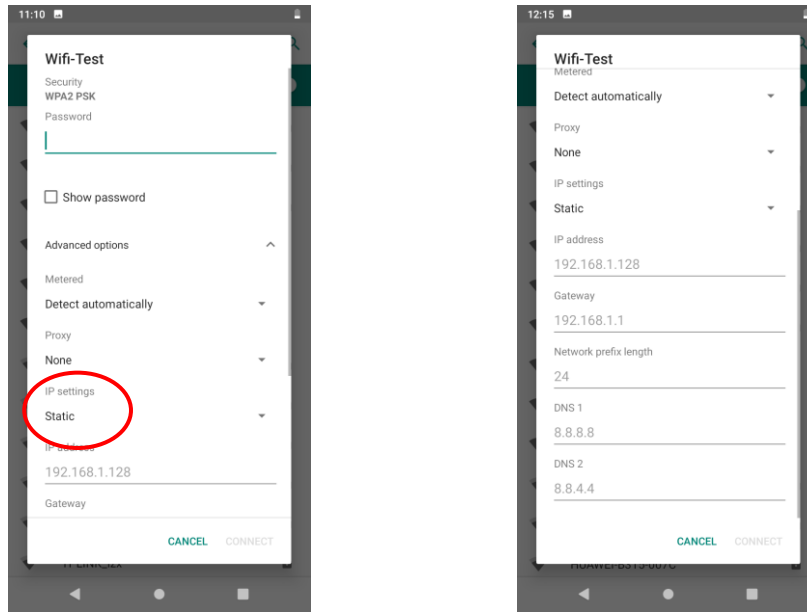 11:10
Wifi-Test
Security
WPA2 PSK
Password
Show password
Advanced options
Metered
Detect automatically
Proxy
None
IP settings
Static
IP address
192.168.1.128
Gateway
CANCEL CONNECT
12:15
Wifi-Test
Metered
Detect automatically
Proxy
None
IP settings
Static
IP address
192.168.1.128
Gateway
192.168.1.1
Network prefix length
24
DNS 1
8.8.8.8
DNS 2
8.8.4.4
CANCEL CONNECT